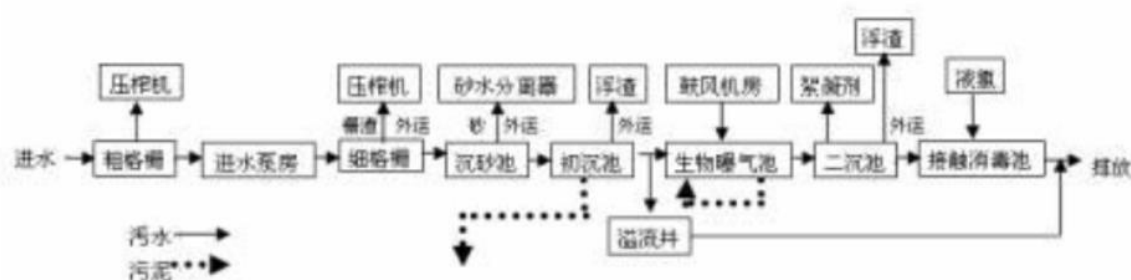 浮渣
压榨机
压榨机
砂水分离器
浮渣
鼓风机房
絮凝剂
液氯
栅渣 外运
砂 外运
外运
外运
进水
粗格栅
进水泵房
细格栅
沉砂池
初沉池
生物曝气池
二沉池
接触消毒池
排放
污水
溢流井
污泥